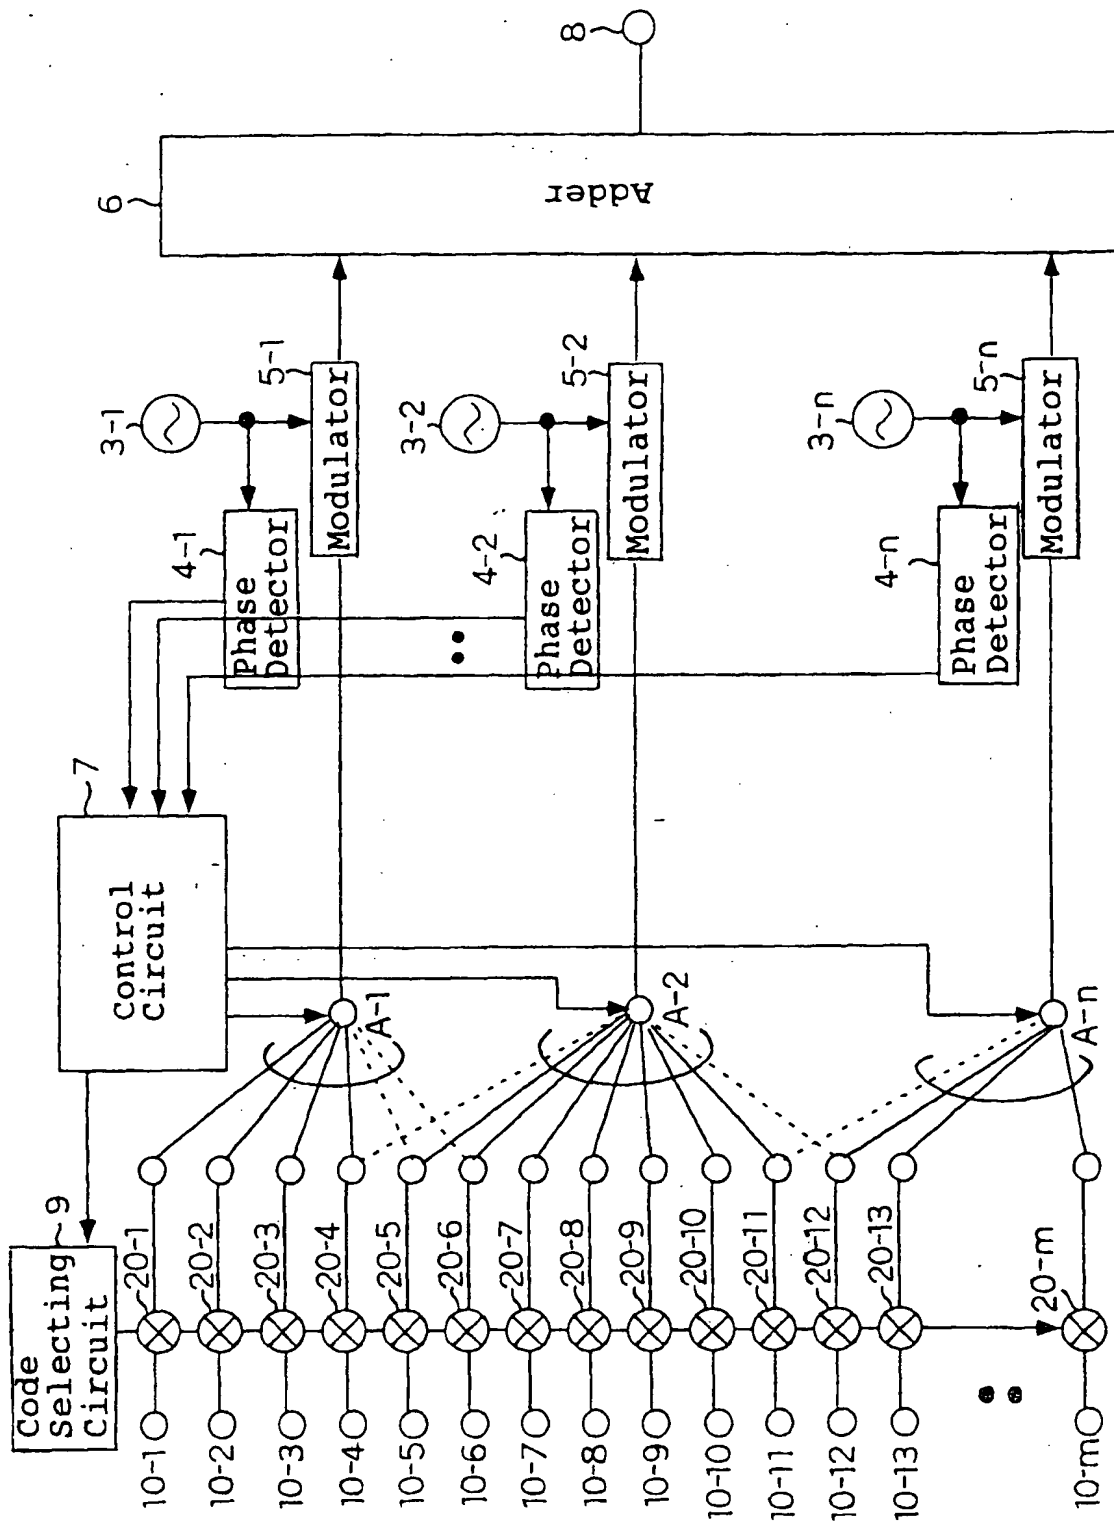 Code
Selecting
Circuit
9
Control
Circuit
7
Adder
6
8
3-1
4-1
Phase
Detector
5-1
Modulator
3-2
4-2
Phase
Detector
5-2
Modulator
3-n
4-n
Phase
Detector
5-n
Modulator
A-1
A-2
A-n
10-1
20-1
10-2
20-2
10-3
20-3
10-4
20-4
10-5
20-5
10-6
20-6
10-7
20-7
10-8
20-8
10-9
20-9
10-10
20-10
10-11
20-11
10-12
20-12
10-13
20-13
10-m
20-m